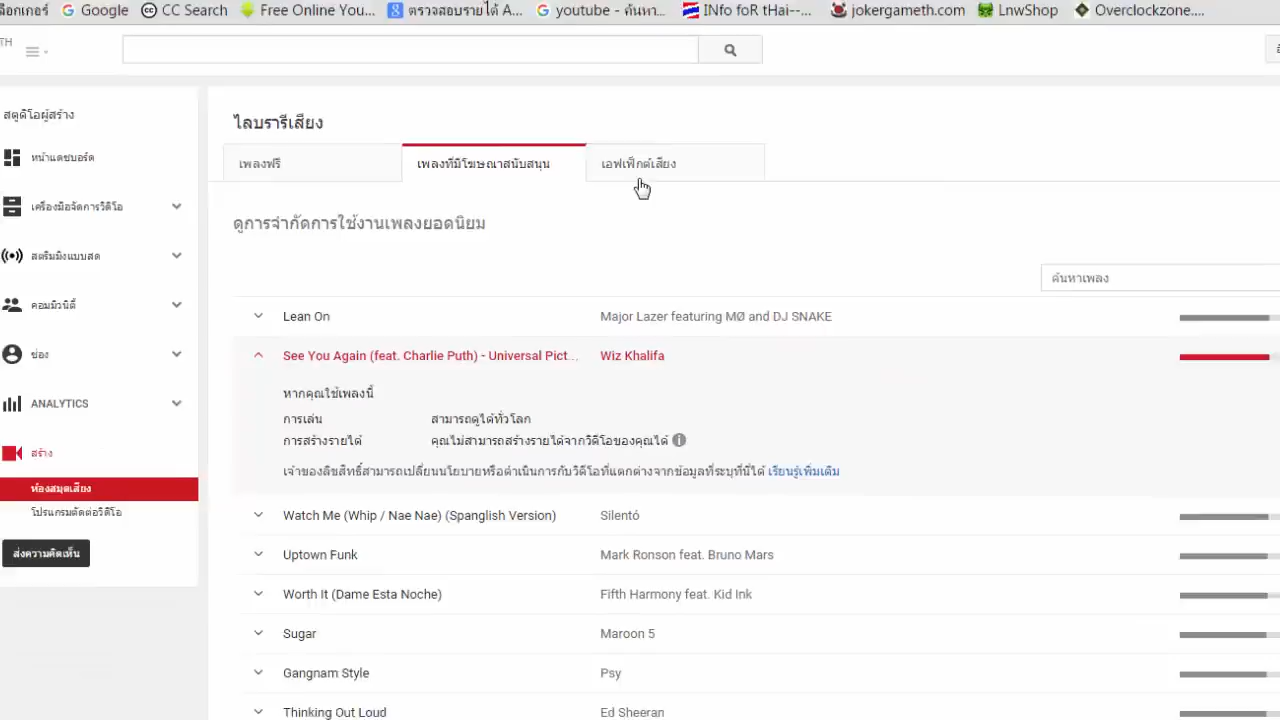 ล็อกเกอร์ Google CC Search Free Online You... ตรวจสอบรายได้ A... youtube - ค้นหา... INfo foR tHai--... jokergameth.com LnwShop Overclockzone....
TH
สตูดิโอผู้สร้าง
หน้าแดชบอร์ด
เครื่องมือจัดการวิดีโอ
สตรีมมิงแบบสด
คอมมิวนิตี้
ช่อง
ANALYTICS
สร้าง
ห้องสมุดเสียง
โปรแกรมตัดต่อวิดีโอ
ส่งความคิดเห็น
ไลบรารีเสียง
เพลงฟรี เพลงที่มีโฆษณาสนับสนุน เอฟเฟ็กต์เสียง
ดูการจำกัดการใช้งานเพลงยอดนิยม
ค้นหาเพลง
Lean On Major Lazer featuring MØ and DJ SNAKE
See You Again (feat. Charlie Puth) - Universal Pict... Wiz Khalifa
หากคุณใช้เพลงนี้
การเล่น สามารถดูได้ทั่วโลก
การสร้างรายได้ คุณไม่สามารถสร้างรายได้จากวิดีโอของคุณได้
เจ้าของลิขสิทธิ์สามารถเปลี่ยนนโยบายหรือดำเนินการกับวิดีโอที่แตกต่างจากข้อมูลที่ระบุที่นี่ได้ เรียนรู้เพิ่มเติม
Watch Me (Whip / Nae Nae) (Spanglish Version) Silentó
Uptown Funk Mark Ronson feat. Bruno Mars
Worth It (Dame Esta Noche) Fifth Harmony feat. Kid Ink
Sugar Maroon 5
Gangnam Style Psy
Thinking Out Loud Ed Sheeran